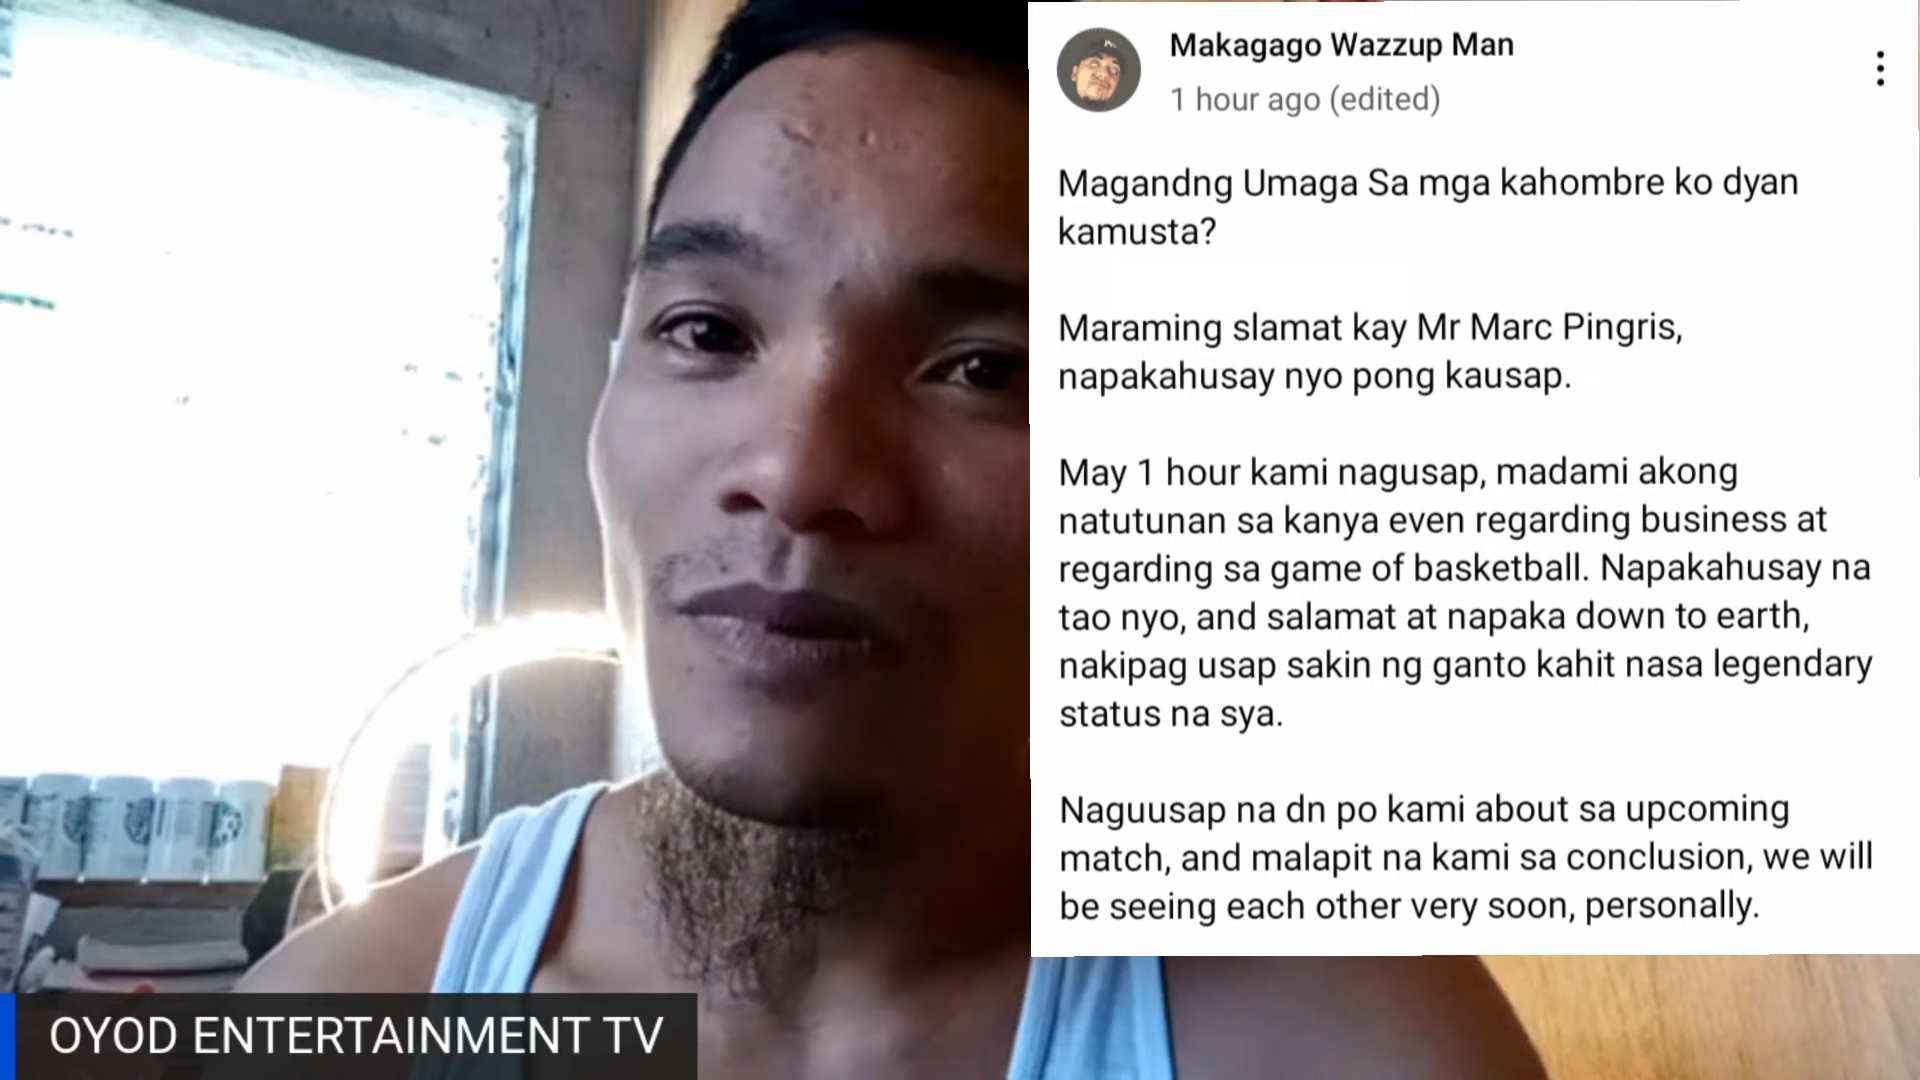 Makagago Wazzup Man
1 hour ago (edited)
Magandng Umaga Sa mga kahombre ko dyan
kamusta?
Maraming slamat kay Mr Marc Pingris,
napakahusay nyo pong kausap.
May 1 hour kami nagusap, madami akong
natutunan sa kanya even regarding business at
regarding sa game of basketball. Napakahusay na
tao nyo, and salamat at napaka down to earth,
nakipag usap sakin ng ganto kahit nasa legendary
status na sya.
Naguusap na dn po kami about sa upcoming
match, and malapit na kami sa conclusion, we will
be seeing each other very soon, personally.
OYOD ENTERTAINMENT TV